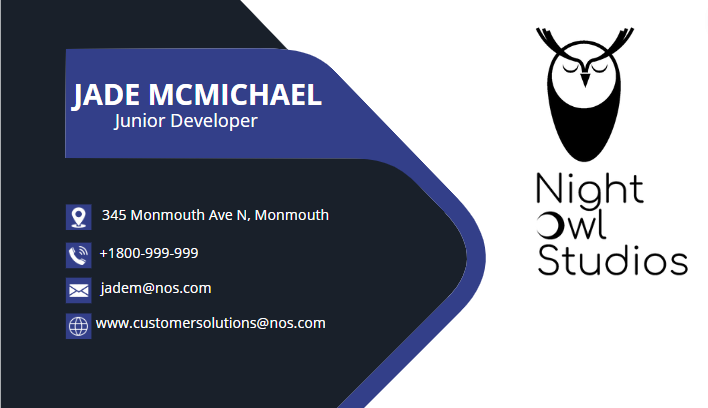 JADE MCMICHAEL
Junior Developer
345 Monmouth Ave N, Monmouth
+1800-999-999
jadem@nos.com
www.customersolutions@nos.com
Night
Owl
Studios